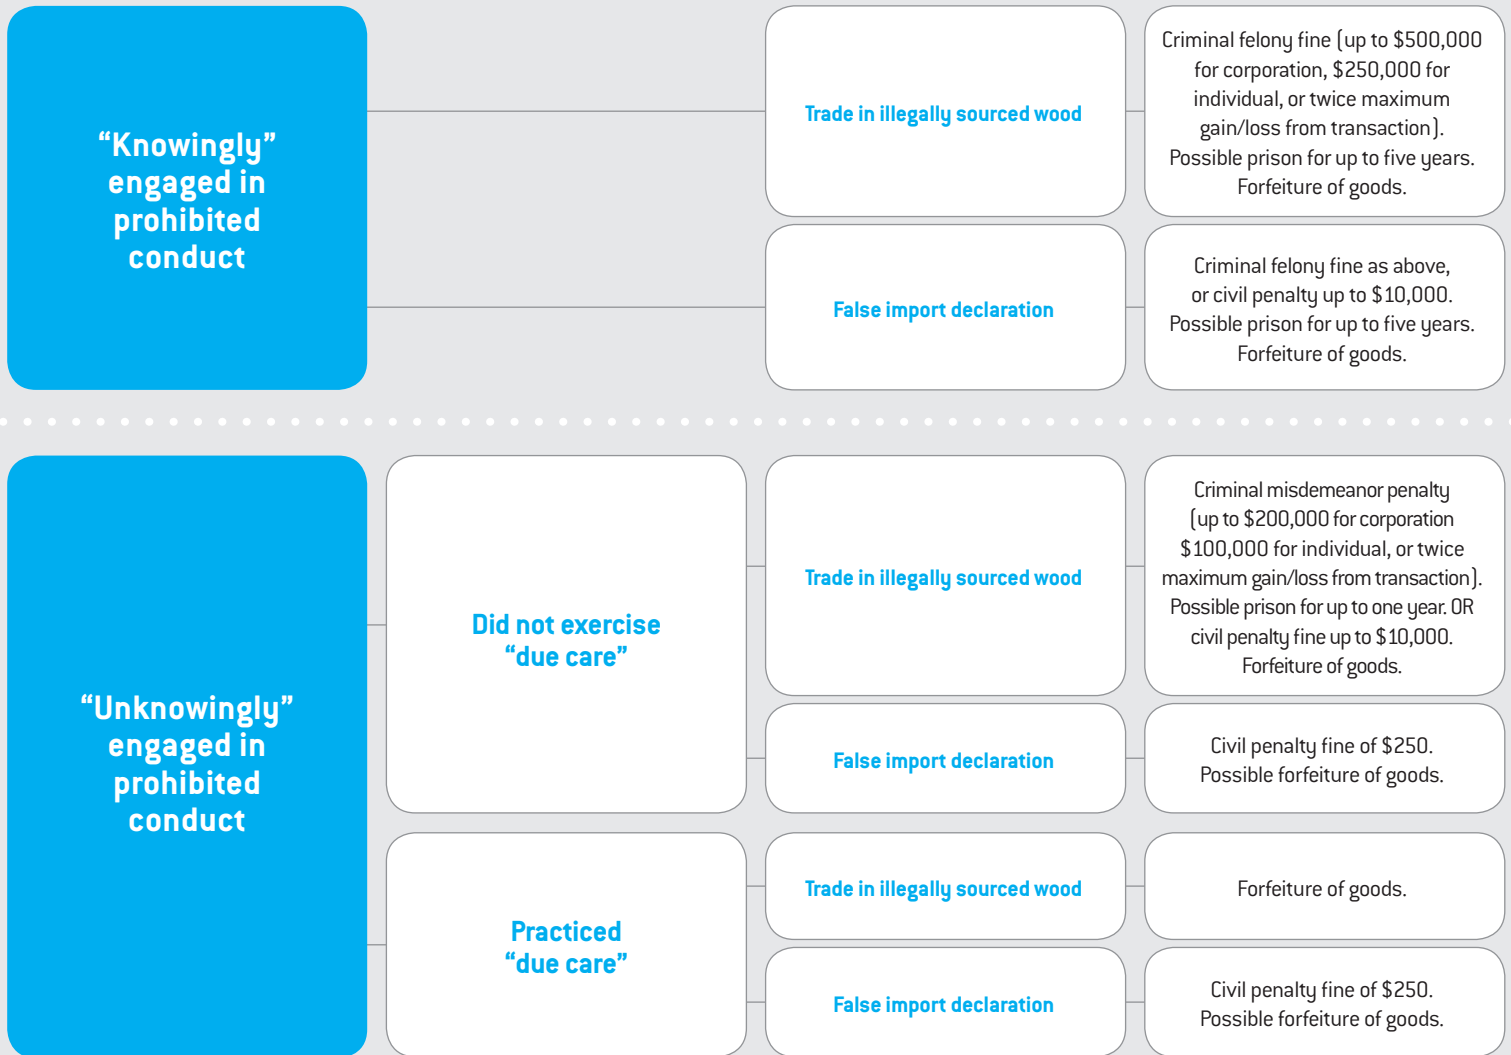 “Knowingly”
engaged in
prohibited
conduct
Trade in illegally sourced wood
Criminal felony fine (up to $500,000
for corporation, $250,000 for
individual, or twice maximum
gain/loss from transaction).
Possible prison for up to five years.
Forfeiture of goods.
False import declaration
Criminal felony fine as above,
or civil penalty up to $10,000.
Possible prison for up to five years.
Forfeiture of goods.
“Unknowingly”
engaged in
prohibited
conduct
Did not exercise
“due care”
Trade in illegally sourced wood
Criminal misdemeanor penalty
(up to $200,000 for corporation
$100,000 for individual, or twice
maximum gain/loss from transaction).
Possible prison for up to one year. OR
civil penalty fine up to $10,000.
Forfeiture of goods.
False import declaration
Civil penalty fine of $250.
Possible forfeiture of goods.
Practiced
“due care”
Trade in illegally sourced wood
Forfeiture of goods.
False import declaration
Civil penalty fine of $250.
Possible forfeiture of goods.